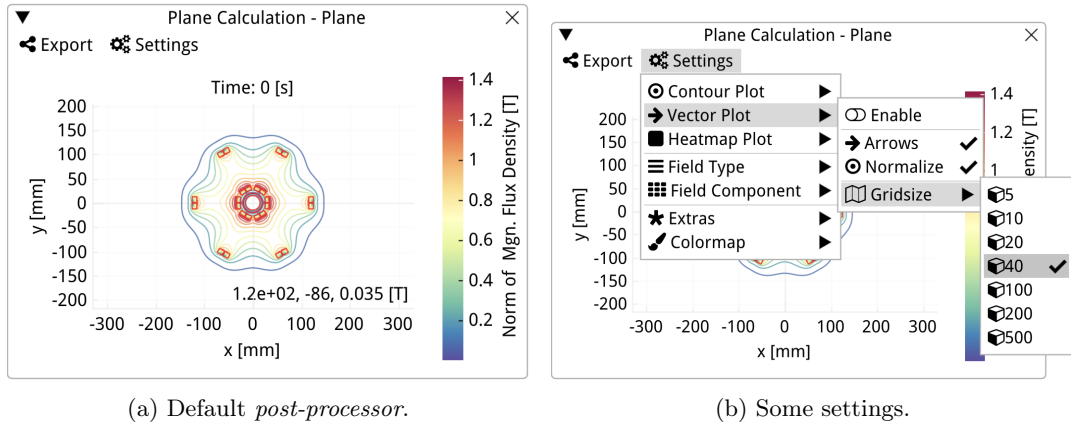 Plane Calculation - Plane
Export Settings
Time: 0 [s]
200
150
100
50
0
-50
-100
-150
-200
y [mm]
1.2e+02, -86, 0.035 [T]
-300 -200 -100 0 100 200 300
x [mm]
1.4
1.2
1
0.8
0.6
0.4
0.2
Norm of Mgn. Flux Density [T]
(a) Default post-processor.
Plane Calculation - Plane
Export Settings
Contour Plot
Vector Plot
Heatmap Plot
Field Type
Field Component
Extras
Colormap
Enable
Arrows
Normalize
Gridsize
5
10
20
40
100
200
500
200
150
100
50
0
-50
-100
-150
-200
y [mm]
-300 -200 -100 0 100 200 300
x [mm]
1.4
1.2
1
ensity [T]
(b) Some settings.